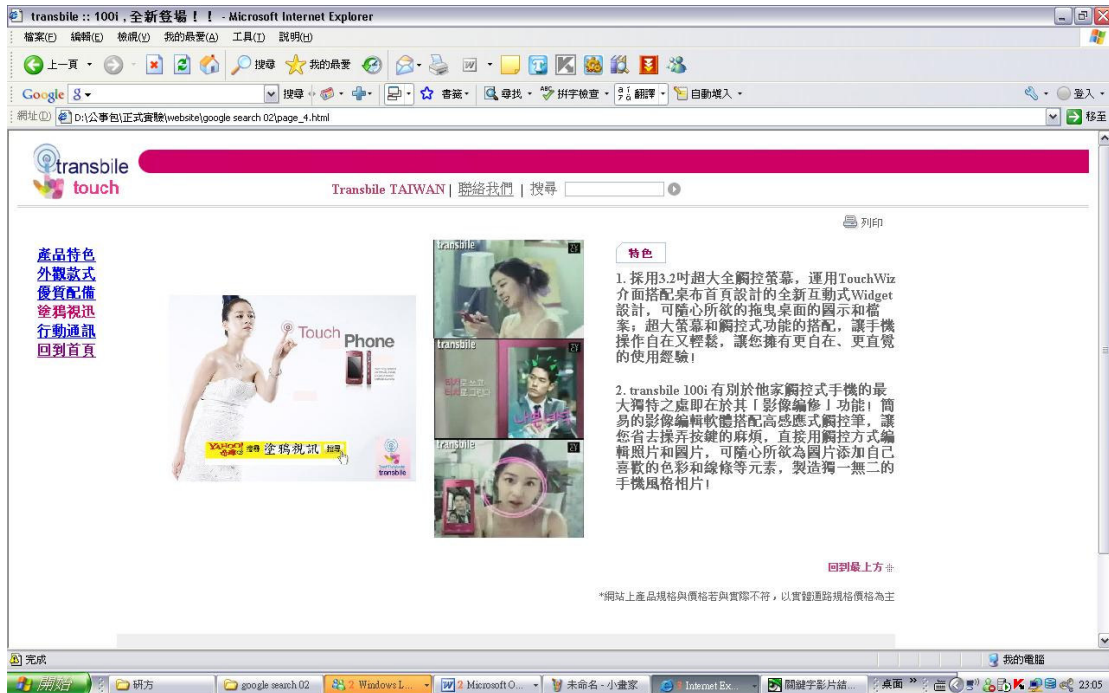 transbile :: 100i , 全新登場！！ - Microsoft Internet Explorer
檔案(F) 編輯(E) 檢視(V) 我的最愛(A) 工具(T) 說明(H)
上一頁 搜尋 我的最愛
Google 搜尋 書籤 尋找 拼字檢查 翻譯 自動填入 登入
網址(D) D:\公事包\正式實驗\website\google search 02\page_4.html 移至
transbile
touch
Transbile TAIWAN | 聯絡我們 | 搜尋
列印
產品特色
外觀款式
優質配備
塗鴉視訊
行動通訊
回到首頁
Touch Phone
YAHOO! 搜尋 塗鴉視訊 搜尋
transbile
transbile
transbile
transbile
特色
1. 採用3.2吋超大全觸控螢幕，運用TouchWiz
介面搭配桌布首頁設計的全新互動式Widget
設計，可隨心所欲的拖曳桌面的圖示和檔
案；超大螢幕和觸控式功能的搭配，讓手機
操作自在又輕鬆，讓您擁有更自在、更直覺
的使用經驗！
2. transbile 100i 有別於他家觸控式手機的最
大獨特之處即在於其「影像編修」功能！簡
易的影像編輯軟體搭配高感應式觸控筆，讓
您省去操弄按鍵的麻煩，直接用觸控方式編
輯照片和圖片，可隨心所欲為圖片添加自己
喜歡的色彩和線條等元素，製造獨一無二的
手機風格相片！
回到最上方
*網站上產品規格與價格若與實際不符，以實體通路規格價格為主
完成 我的電腦
開始 研方 google search 02 2 Windows L... 2 Microsoft O... 未命名 - 小畫家 Internet Ex... 關鍵字影片結... 桌面 23:05